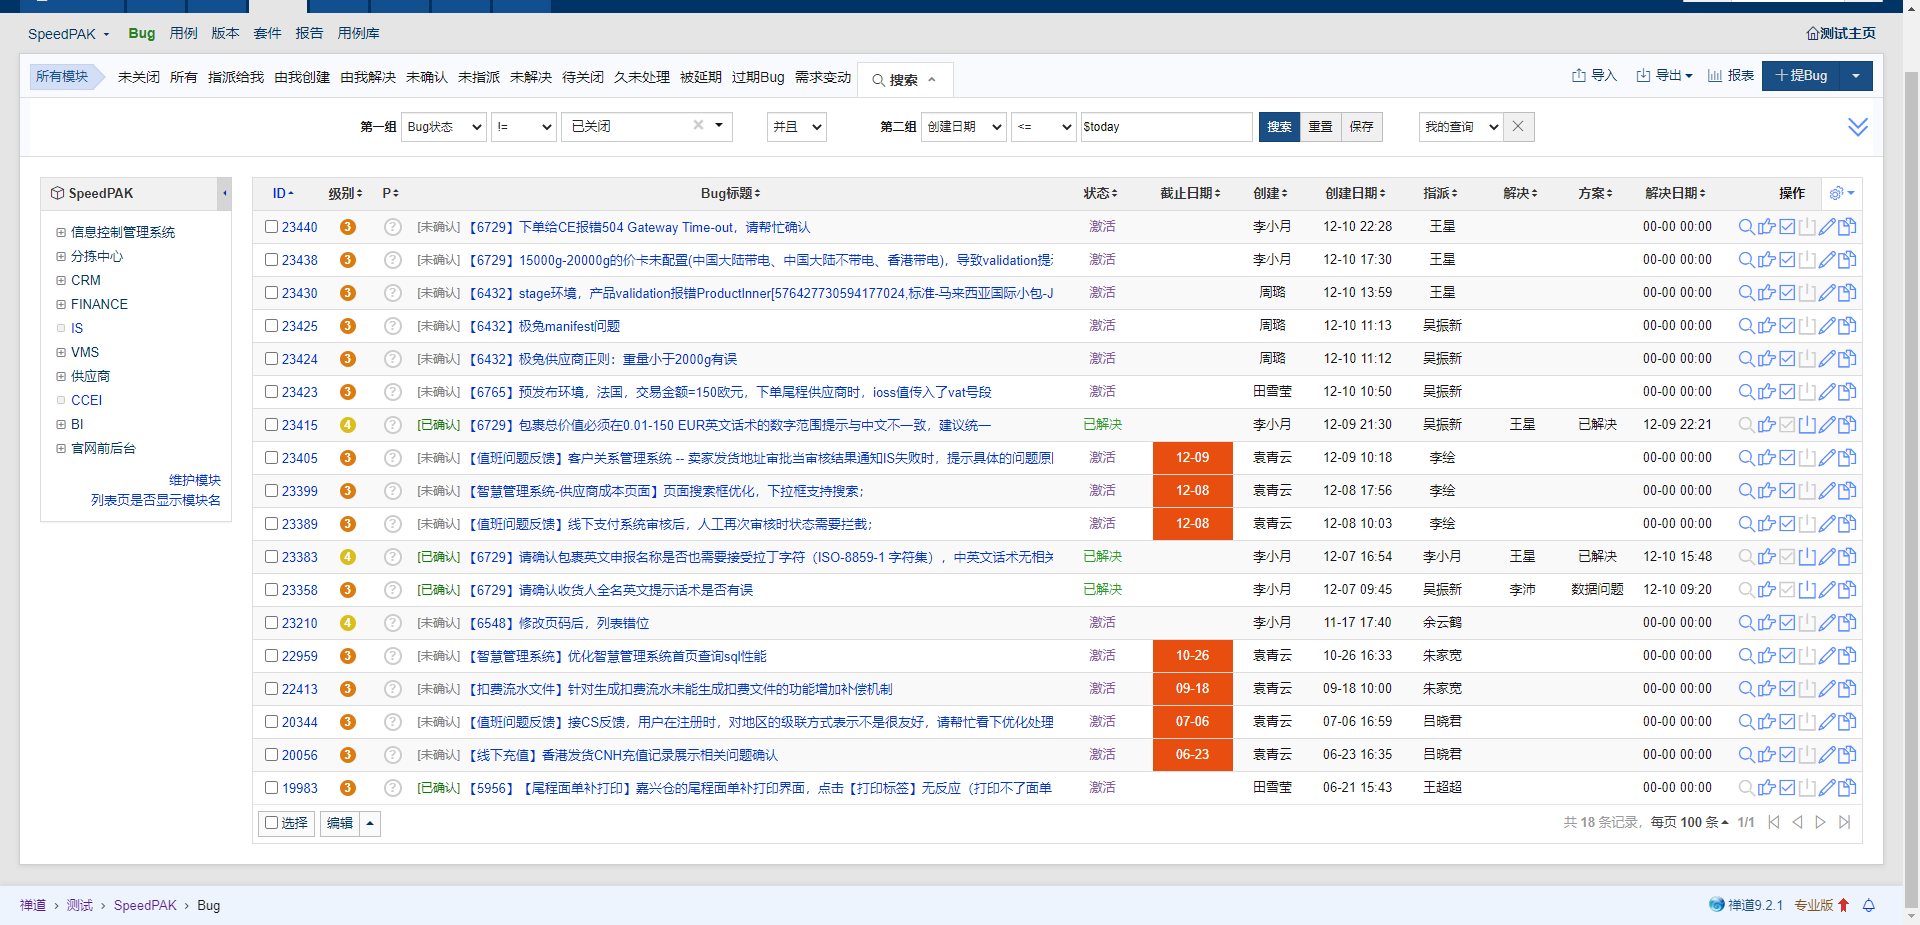 SpeedPAK Bug 用例 版本 套件 报告 用例库 测试主页
所有模块 未关闭 所有 指派给我 由我创建 由我解决 未确认 未指派 未解决 待关闭 久未处理 被延期 过期Bug 需求变动 搜索 导入 导出 报表 提Bug
第一组 Bug状态 != 已关闭 并且 第二组 创建日期 <= $today 搜索 重置 保存 我的查询
SpeedPAK
信息控制管理系统
分拣中心
CRM
FINANCE
IS
VMS
供应商
CCEI
BI
官网前后台
维护模块
列表页是否显示模块名
ID 级别 P Bug标题 状态 截止日期 创建 创建日期 指派 解决 方案 解决日期 操作
23440 3 ? [未确认] 【6729】下单给CE报错504 Gateway Time-out，请帮忙确认 激活 李小月 12-10 22:28 王星 00-00 00:00
23438 3 ? [未确认] 【6729】15000g-20000g的价卡未配置(中国大陆带电、中国大陆不带电、香港带电)，导致validation提 激活 李小月 12-10 17:30 王星 00-00 00:00
23430 3 ? [未确认] 【6432】stage环境，产品validation报错ProductInner[576427730594177024,标准-马来西亚国际小包-J 激活 周璐 12-10 13:59 王星 00-00 00:00
23425 3 ? [未确认] 【6432】极兔manifest问题 激活 周璐 12-10 11:13 吴振新 00-00 00:00
23424 3 ? [未确认] 【6432】极兔供应商正则：重量小于2000g有误 激活 周璐 12-10 11:12 吴振新 00-00 00:00
23423 3 ? [未确认] 【6765】预发布环境，法国，交易金额=150欧元，下单尾程供应商时，ioss值传入了vat号段 激活 田雪莹 12-10 10:50 吴振新 00-00 00:00
23415 4 ? [已确认] 【6729】包裹总价值必须在0.01-150 EUR英文话术的数字范围提示与中文不一致，建议统一 已解决 李小月 12-09 21:30 吴振新 王星 已解决 12-09 22:21
23405 3 ? [未确认] 【值班问题反馈】客户关系管理系统 -- 卖家发货地址审批当审核结果通知IS失败时，提示具体的问题原 激活 12-09 袁青云 12-09 10:18 李绘 00-00 00:00
23399 3 ? [未确认] 【智慧管理系统-供应商成本页面】页面搜索框优化，下拉框支持搜索； 激活 12-08 袁青云 12-08 17:56 李绘 00-00 00:00
23389 3 ? [未确认] 【值班问题反馈】线下支付系统审核后，人工再次审核时状态需要拦截； 激活 12-08 袁青云 12-08 10:03 李绘 00-00 00:00
23383 4 ? [已确认] 【6729】请确认包裹英文申报名称是否也需要接受拉丁字符（ISO-8859-1 字符集），中英文话术无相关 已解决 李小月 12-07 16:54 李小月 王星 已解决 12-10 15:48
23358 3 ? [已确认] 【6729】请确认收货人全名英文提示话术是否有误 已解决 李小月 12-07 09:45 吴振新 李沛 数据问题 12-10 09:20
23210 4 ? [未确认] 【6548】修改页码后，列表错位 激活 李小月 11-17 17:40 余云鹤 00-00 00:00
22959 3 ? [未确认] 【智慧管理系统】优化智慧管理系统首页查询sql性能 激活 10-26 袁青云 10-26 16:33 朱家宽 00-00 00:00
22413 3 ? [未确认] 【扣费流水文件】针对生成扣费流水未能生成扣费文件的功能增加补偿机制 激活 09-18 袁青云 09-18 10:00 朱家宽 00-00 00:00
20344 3 ? [未确认] 【值班问题反馈】接CS反馈，用户在注册时，对地区的级联方式表示不是很友好，请帮忙看下优化处理 激活 07-06 袁青云 07-06 16:59 吕晓君 00-00 00:00
20056 3 ? [未确认] 【线下充值】香港发货CNH充值记录展示相关问题确认 激活 06-23 袁青云 06-23 16:35 吕晓君 00-00 00:00
19983 3 ? [已确认] 【5956】【尾程面单补打印】嘉兴仓的尾程面单补打印界面，点击【打印标签】无反应（打印不了面单 激活 田雪莹 06-21 15:43 王超超 00-00 00:00
选择 编辑 共 18 条记录，每页 100 条 1/1
禅道 › 测试 › SpeedPAK › Bug 禅道9.2.1 专业版